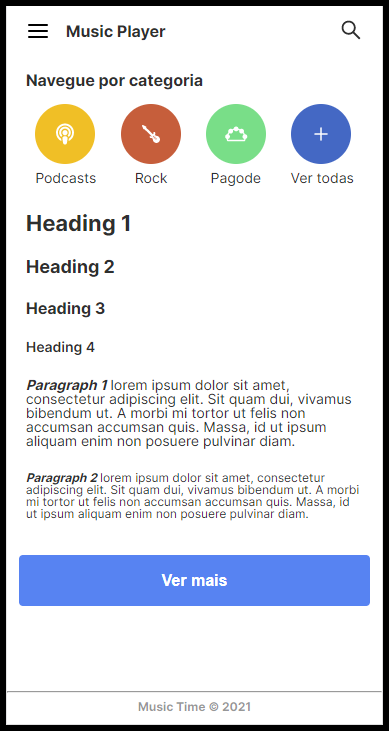 Music Player
Navegue por categoria
Podcasts Rock Pagode Ver todas
Heading 1
Heading 2
Heading 3
Heading 4
Paragraph 1 lorem ipsum dolor sit amet,
consectetur adipiscing elit. Sit quam dui, vivamus
bibendum ut. A morbi mi tortor ut felis non
accumsan accumsan quis. Massa, id ut ipsum
aliquam enim non posuere pulvinar diam.
Paragraph 2 lorem ipsum dolor sit amet, consectetur
adipiscing elit. Sit quam dui, vivamus bibendum ut. A morbi
mi tortor ut felis non accumsan accumsan quis. Massa, id
ut ipsum aliquam enim non posuere pulvinar diam.
Ver mais
Music Time © 2021